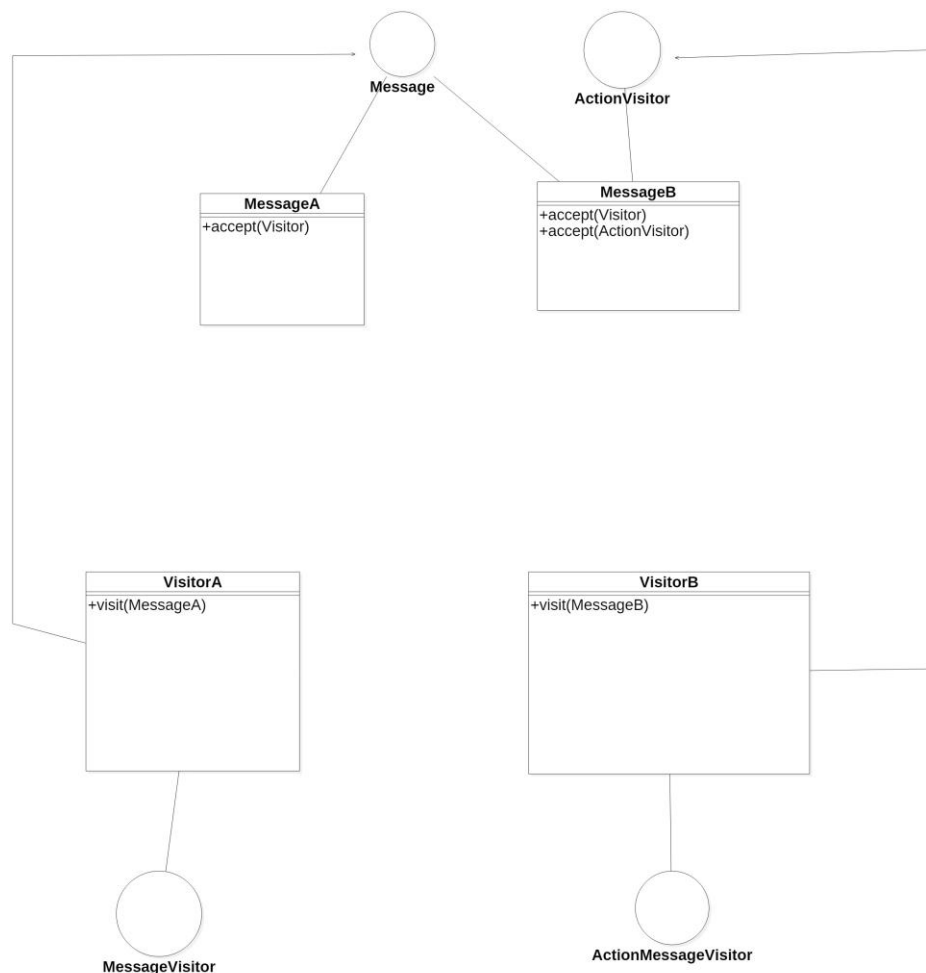 Message
ActionVisitor
MessageA
+accept(Visitor)
MessageB
+accept(Visitor)
+accept(ActionVisitor)
VisitorA
+visit(MessageA)
VisitorB
+visit(MessageB)
MessageVisitor
ActionMessageVisitor